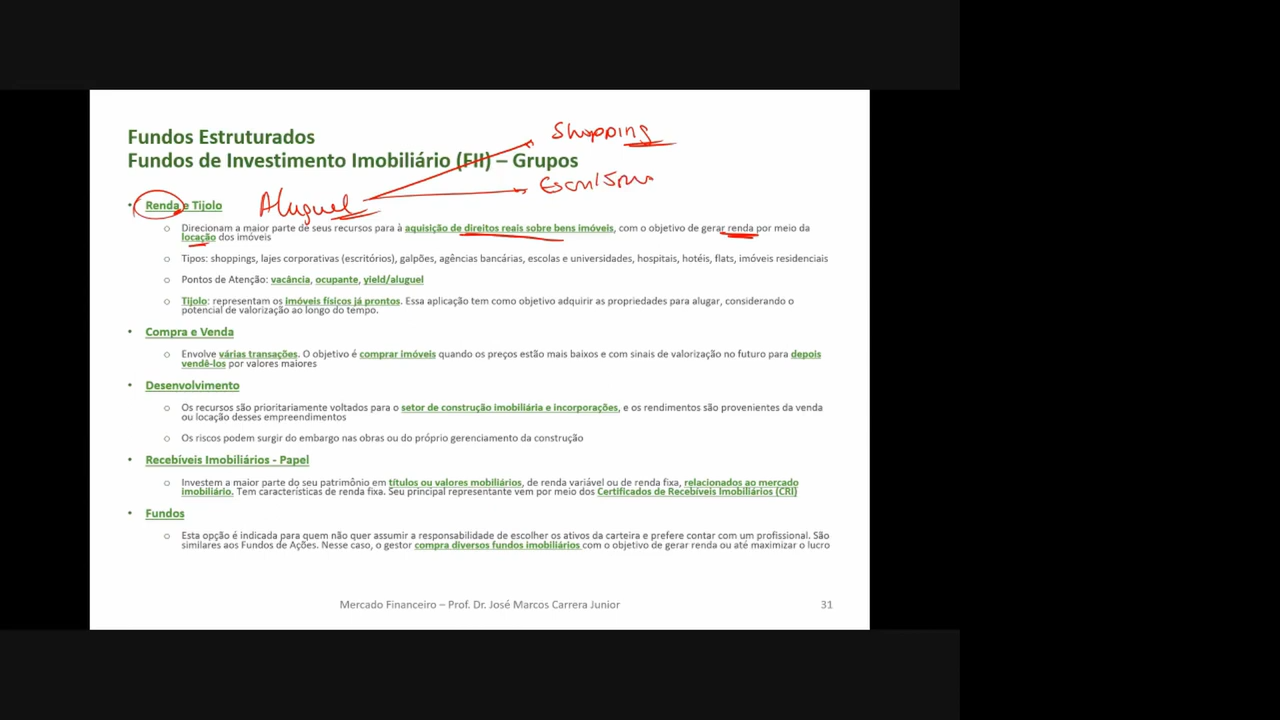 Fundos Estruturados
Shopping
Fundos de Investimento Imobiliário (FII) – Grupos
Renda e Tijolo
Aluguel
Direcionam a maior parte de seus recursos para à aquisição de direitos reais sobre bens imóveis, com o objetivo de gerar renda por meio da
locação dos imóveis
Tipos: shoppings, lajes corporativas (escritórios), galpões, agências bancárias, escolas e universidades, hospitais, hotéis, flats, imóveis residenciais
Pontos de Atenção: vacância, ocupante, yield/aluguel
Tijolo: representam os imóveis físicos já prontos. Essa aplicação tem como objetivo adquirir as propriedades para alugar, considerando o
potencial de valorização ao longo do tempo.
Compra e Venda
Envolve várias transações. O objetivo é comprar imóveis quando os preços estão mais baixos e com sinais de valorização no futuro para depois
vendê-los por valores maiores
Desenvolvimento
Os recursos são prioritariamente voltados para o setor de construção imobiliária e incorporações, e os rendimentos são provenientes da venda
ou locação desses empreendimentos
Os riscos podem surgir do embargo nas obras ou do próprio gerenciamento da construção
Recebíveis Imobiliários - Papel
Investem a maior parte do seu patrimônio em títulos ou valores mobiliários, de renda variável ou de renda fixa, relacionados ao mercado
imobiliário. Tem características de renda fixa. Seu principal representante vem por meio dos Certificados de Recebíveis Imobiliários (CRI)
Fundos
Esta opção é indicada para quem não quer assumir a responsabilidade de escolher os ativos da carteira e prefere contar com um profissional. São
similares aos Fundos de Ações. Nesse caso, o gestor compra diversos fundos imobiliários com o objetivo de gerar renda ou até maximizar o lucro
Mercado Financeiro – Prof. Dr. José Marcos Carrera Junior
31